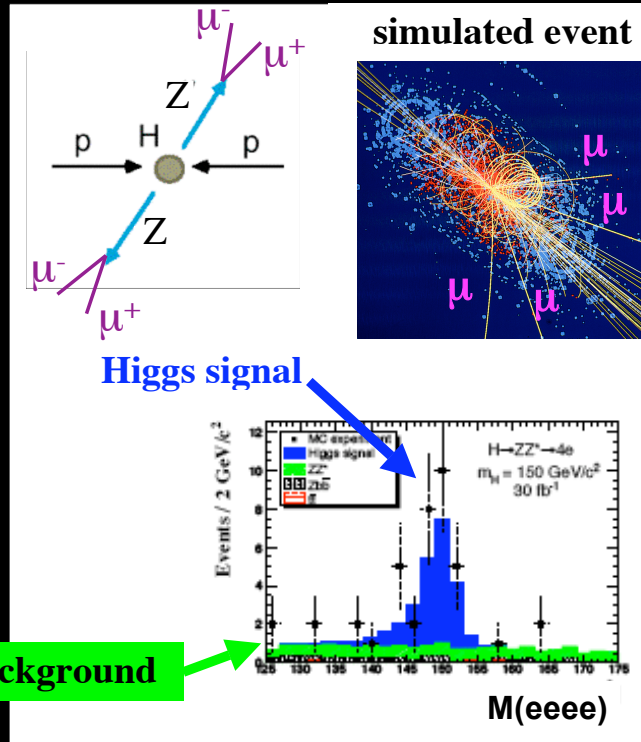 μ-
μ+
simulated event
Z'
p H p
Z
μ-
μ+
μ
μ
μ μ
Higgs signal
Events / 2 GeV/c²
12
10
8
6
4
2
0
MC experiment
Higgs signal
ZZ*
Zbb̄
H→ZZ*→4e
m_H = 150 GeV/c²
30 fb⁻¹
ckground
125 130 135 140 145 150 155 160 165 170 175
M(eeee)